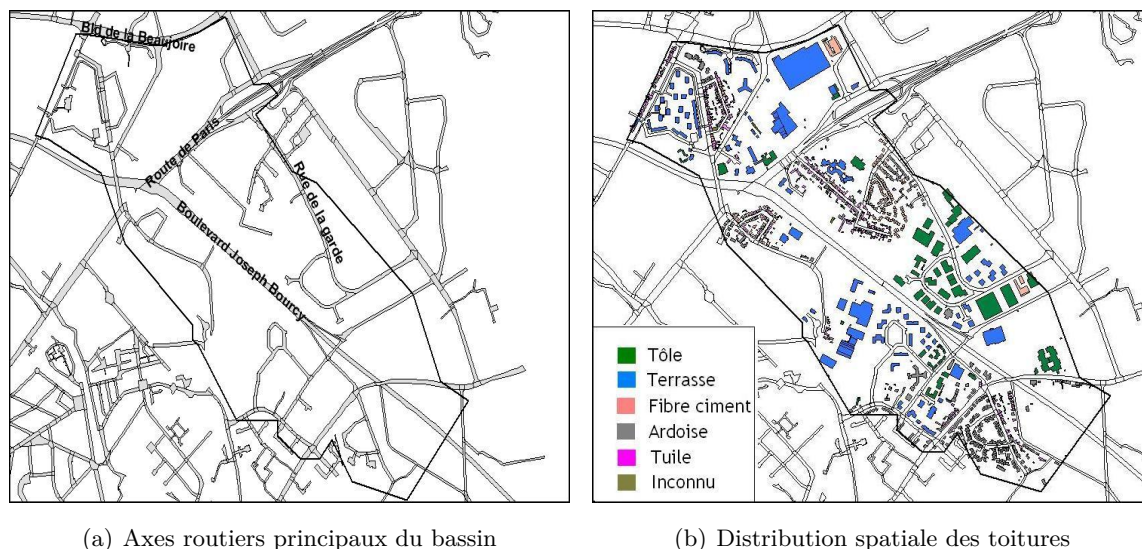 Bld de la Beaujoire
Route de Paris
Rue de la garde
Boulevard Joseph Bourcy
Tôle
Terrasse
Fibre ciment
Ardoise
Tuile
Inconnu
(a) Axes routiers principaux du bassin
(b) Distribution spatiale des toitures